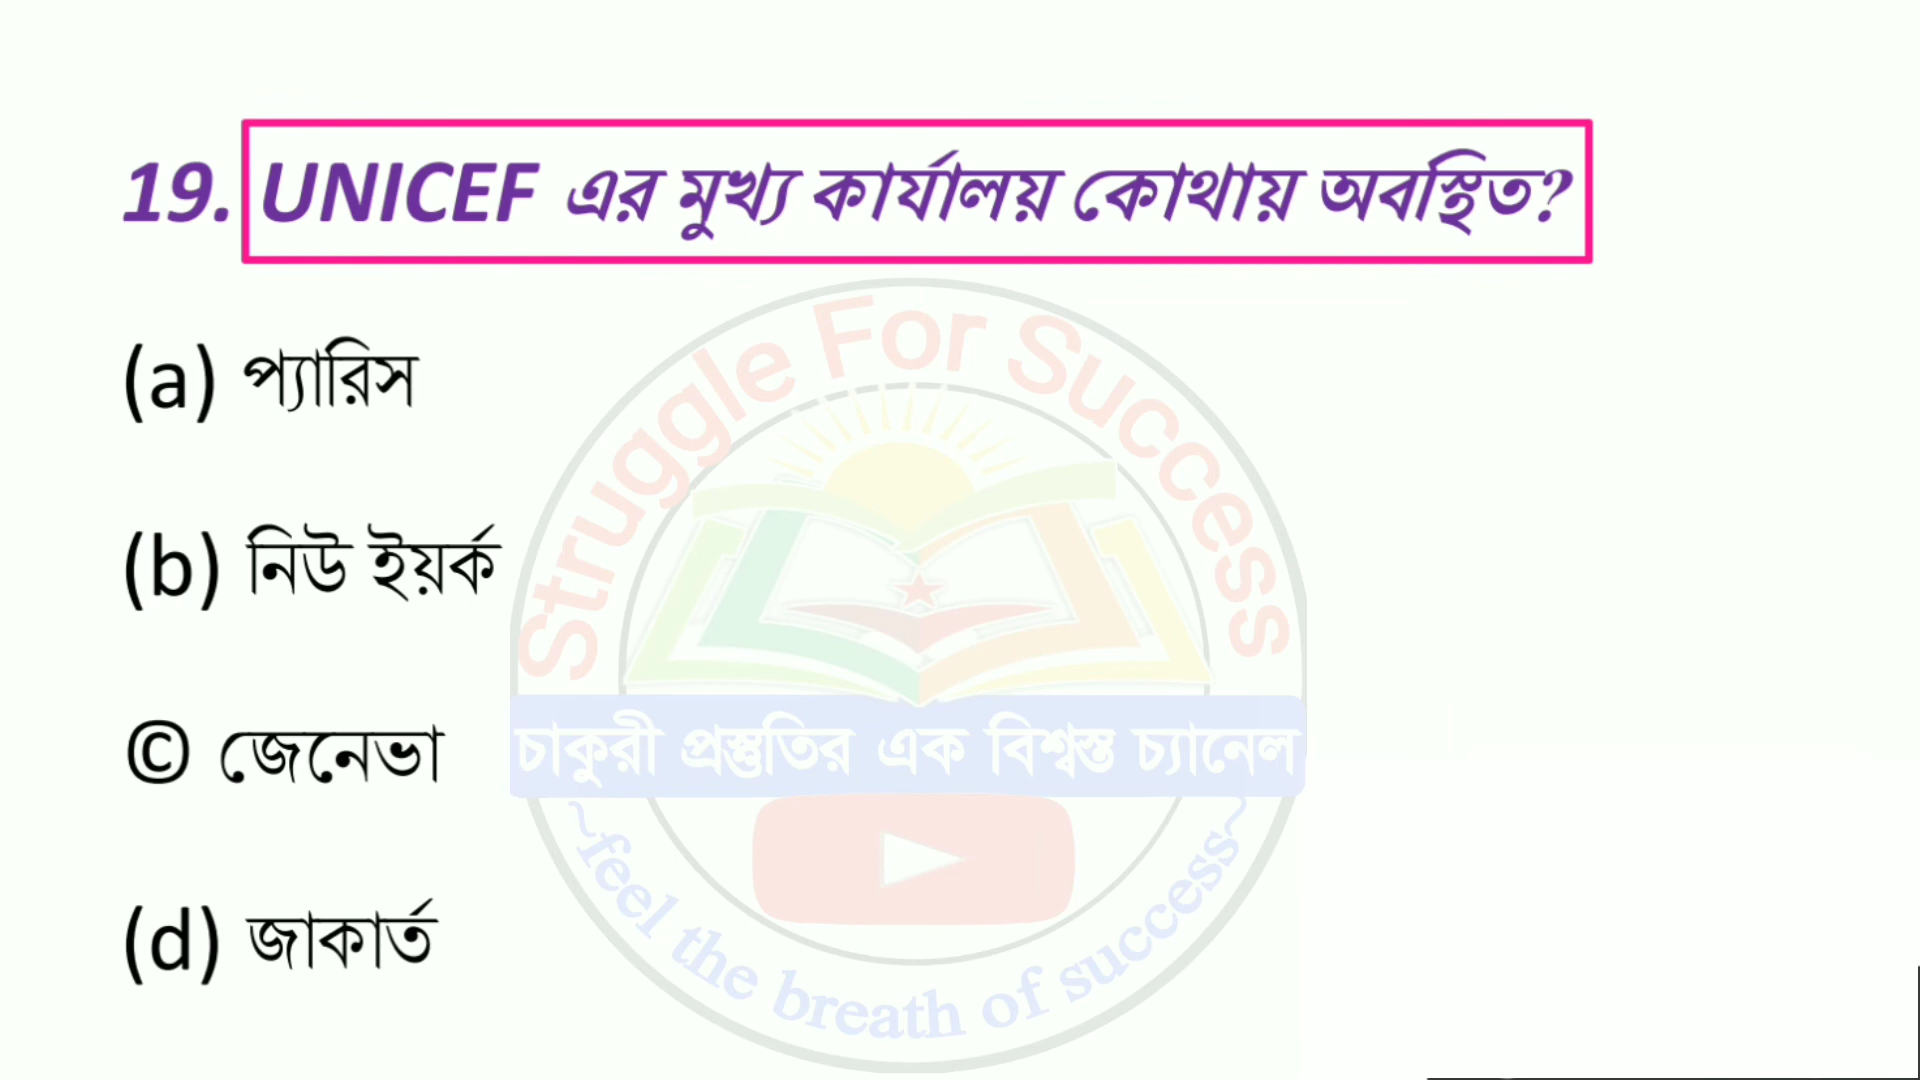 19. UNICEF এর মুখ্য কার্যালয় কোথায় অবস্থিত?
(a) প্যারিস
(b) নিউ ইয়র্ক
© জেনেভা
(d) জাকার্ত
Struggle For Success
চাকুরী প্রস্তুতির এক বিশ্বস্ত চ্যানেল
~feel the breath of success~